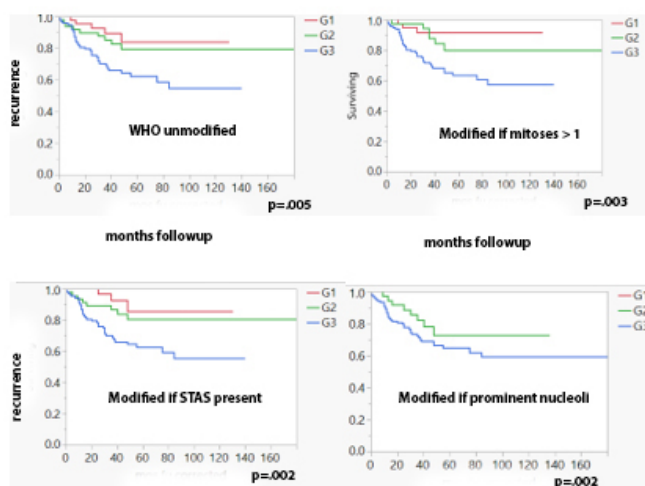 1.0
0.8
0.6
0.4
0.2
0.0
recurrence
G1
G2
G3
WHO unmodified
0 20 40 60 80 100 120 140 160
p=.005
months followup
1.0
0.8
0.6
0.4
0.2
0.0
Surviving
G1
G2
G3
Modified if mitoses > 1
0 20 40 60 80 100 120 140 160
p=.003
months followup
1.0
0.8
0.6
0.4
0.2
0.0
recurrence
G1
G2
G3
Modified if STAS present
0 20 40 60 80 100 120 140 160
p=.002
1.0
0.8
0.6
0.4
0.2
0.0
G1
G2
G3
Modified if prominent nucleoli
0 20 40 60 80 100 120 140 160
p=.002